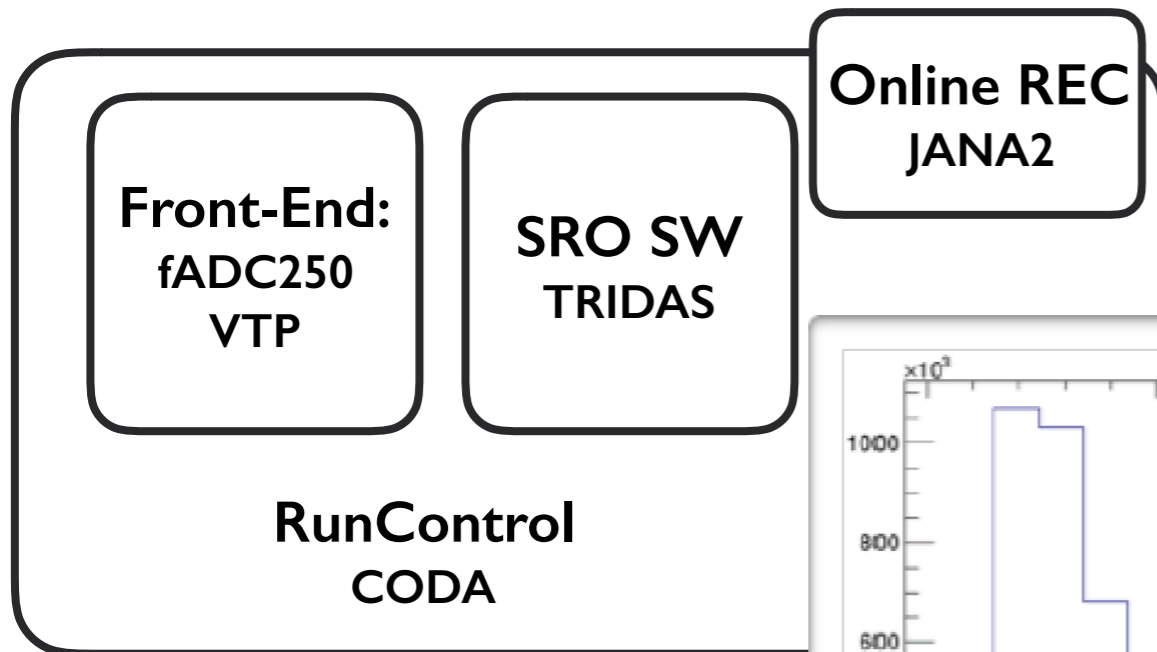 Online REC
JANA2
Front-End:
fADC250
VTP
SRO SW
TRIDAS
RunControl
CODA
×10³
1000
800
600